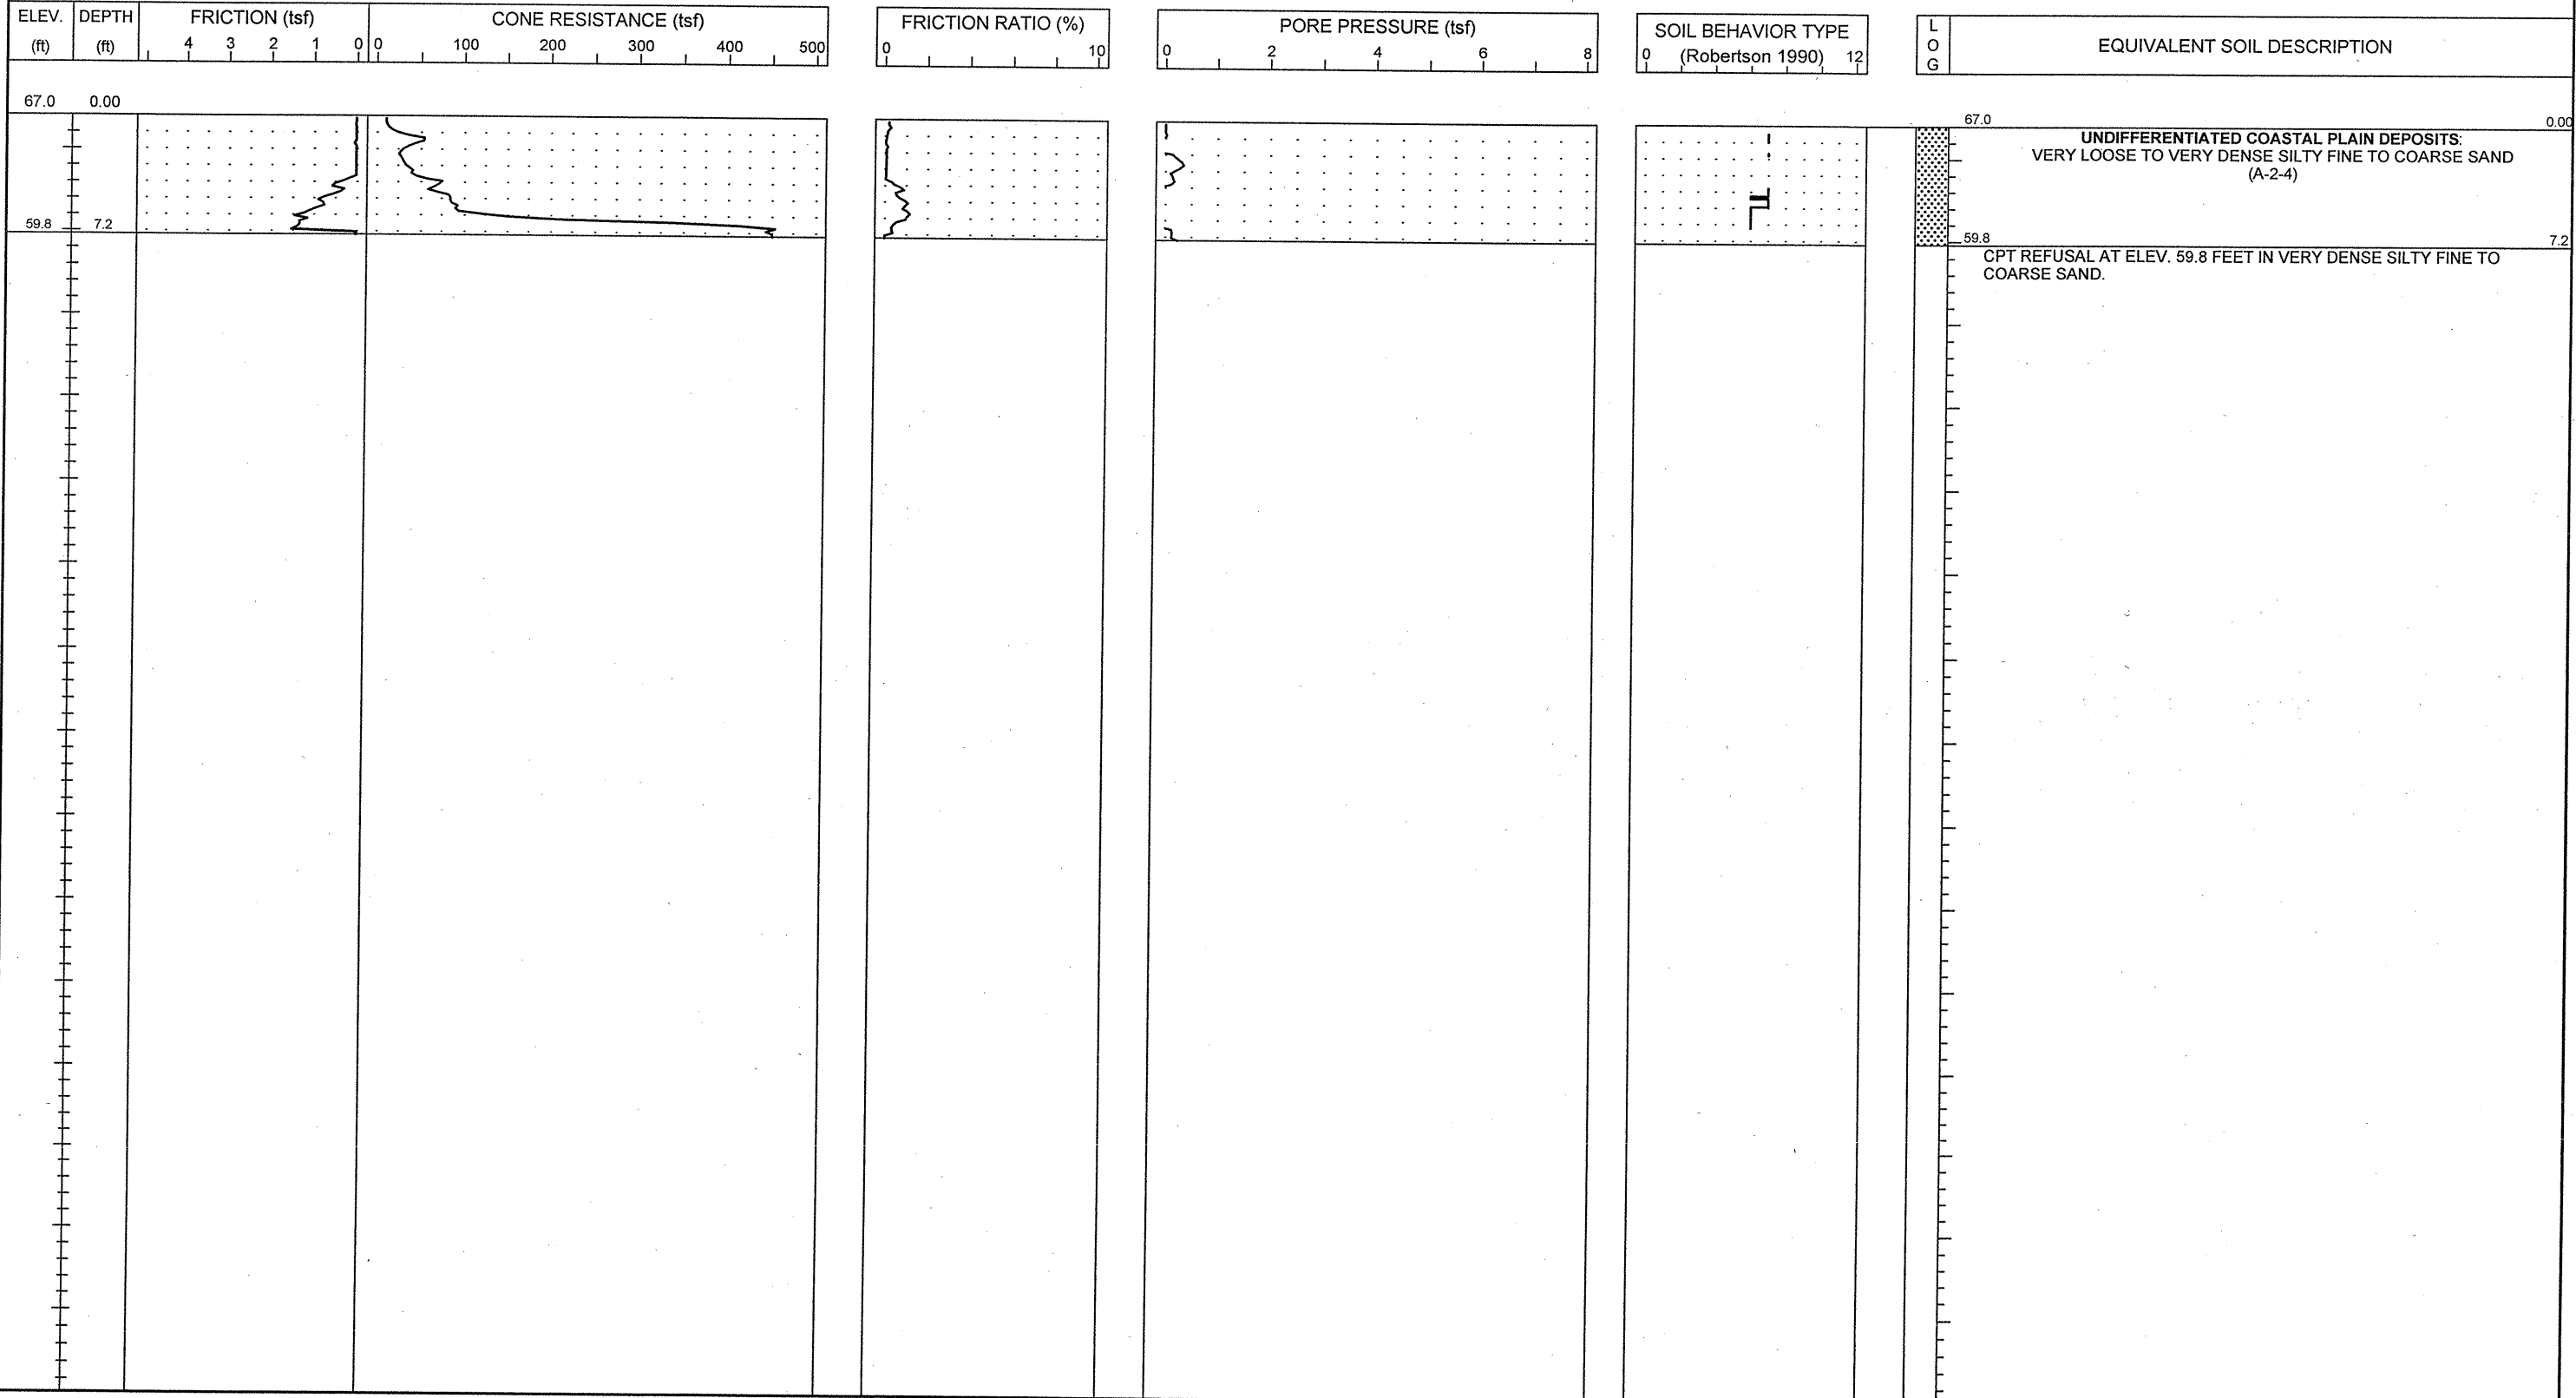 ELEV. DEPTH FRICTION (tsf) CONE RESISTANCE (tsf) FRICTION RATIO (%) PORE PRESSURE (tsf) SOIL BEHAVIOR TYPE L
(ft) (ft) 4 3 2 1 0 0 100 200 300 400 500 0 10 0 2 4 6 8 0 (Robertson 1990) 12 O EQUIVALENT SOIL DESCRIPTION
G
67.0 0.00
67.0 0.00
UNDIFFERENTIATED COASTAL PLAIN DEPOSITS:
VERY LOOSE TO VERY DENSE SILTY FINE TO COARSE SAND
(A-2-4)
59.8 7.2
59.8 7.2
CPT REFUSAL AT ELEV. 59.8 FEET IN VERY DENSE SILTY FINE TO
COARSE SAND.